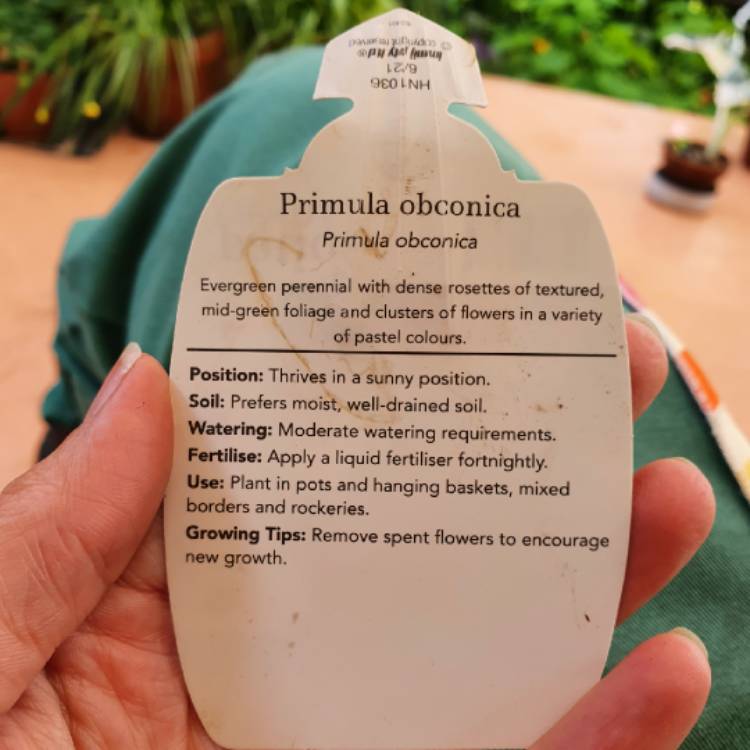 HN1036
6/21
© copyright reserved
Primula obconica
Primula obconica
Evergreen perennial with dense rosettes of textured,
mid-green foliage and clusters of flowers in a variety
of pastel colours.
Position: Thrives in a sunny position.
Soil: Prefers moist, well-drained soil.
Watering: Moderate watering requirements.
Fertilise: Apply a liquid fertiliser fortnightly.
Use: Plant in pots and hanging baskets, mixed
borders and rockeries.
Growing Tips: Remove spent flowers to encourage
new growth.